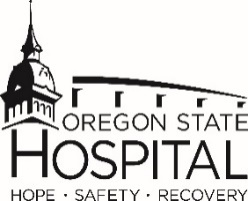 OREGON STATE
HOSPITAL
HOPE · SAFETY · RECOVERY